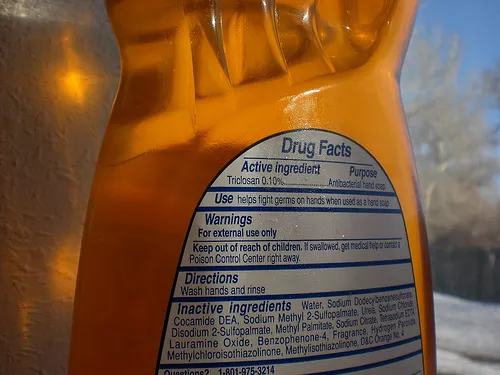 Drug Facts
Active ingredient Purpose
Triclosan 0.10%..................Antibacterial hand soap
Use helps fight germs on hands when used as a hand soap
Warnings
For external use only
Keep out of reach of children. If swallowed, get medical help or contact a
Poison Control Center right away.
Directions
Wash hands and rinse
Inactive ingredients Water, Sodium Dodecylbenzenesulfonate,
Cocamide DEA, Sodium Methyl 2-Sulfopalmate, Urea, Sodium Chloride,
Disodium 2-Sulfopalmate, Methyl Palmitate, Sodium Citrate, Tetrasodium EDTA,
Lauramine Oxide, Benzophenone-4, Fragrance, Hydrogen Peroxide,
Methylchloroisothiazolinone, Methylisothiazolinone, D&C Orange No. 4
Questions? 1-801-975-3214